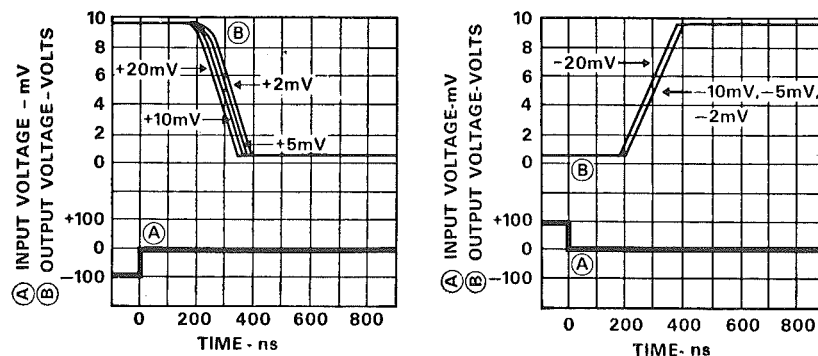 10
8
6
4
2
0
+100
0
−100
Ⓐ INPUT VOLTAGE - mV
Ⓑ OUTPUT VOLTAGE-VOLTS
Ⓑ
+20mV
+2mV
+10mV
+5mV
Ⓐ
0 200 400 600 800
TIME - ns
10
8
6
4
2
0
+100
0
−100
Ⓐ INPUT VOLTAGE-mV
Ⓑ OUTPUT VOLTAGE-VOLTS
−20mV
−10mV, −5mV,
−2mV
Ⓑ
Ⓐ
0 200 400 600 800
TIME - ns